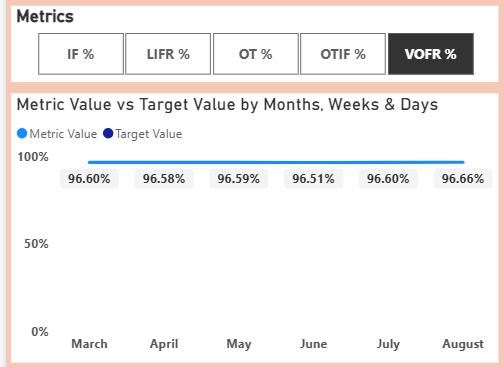 Metrics
IF % LIFR % OT % OTIF % VOFR %
Metric Value vs Target Value by Months, Weeks & Days
Metric Value Target Value
100%
96.60% 96.58% 96.59% 96.51% 96.60% 96.66%
50%
0%
March April May June July August